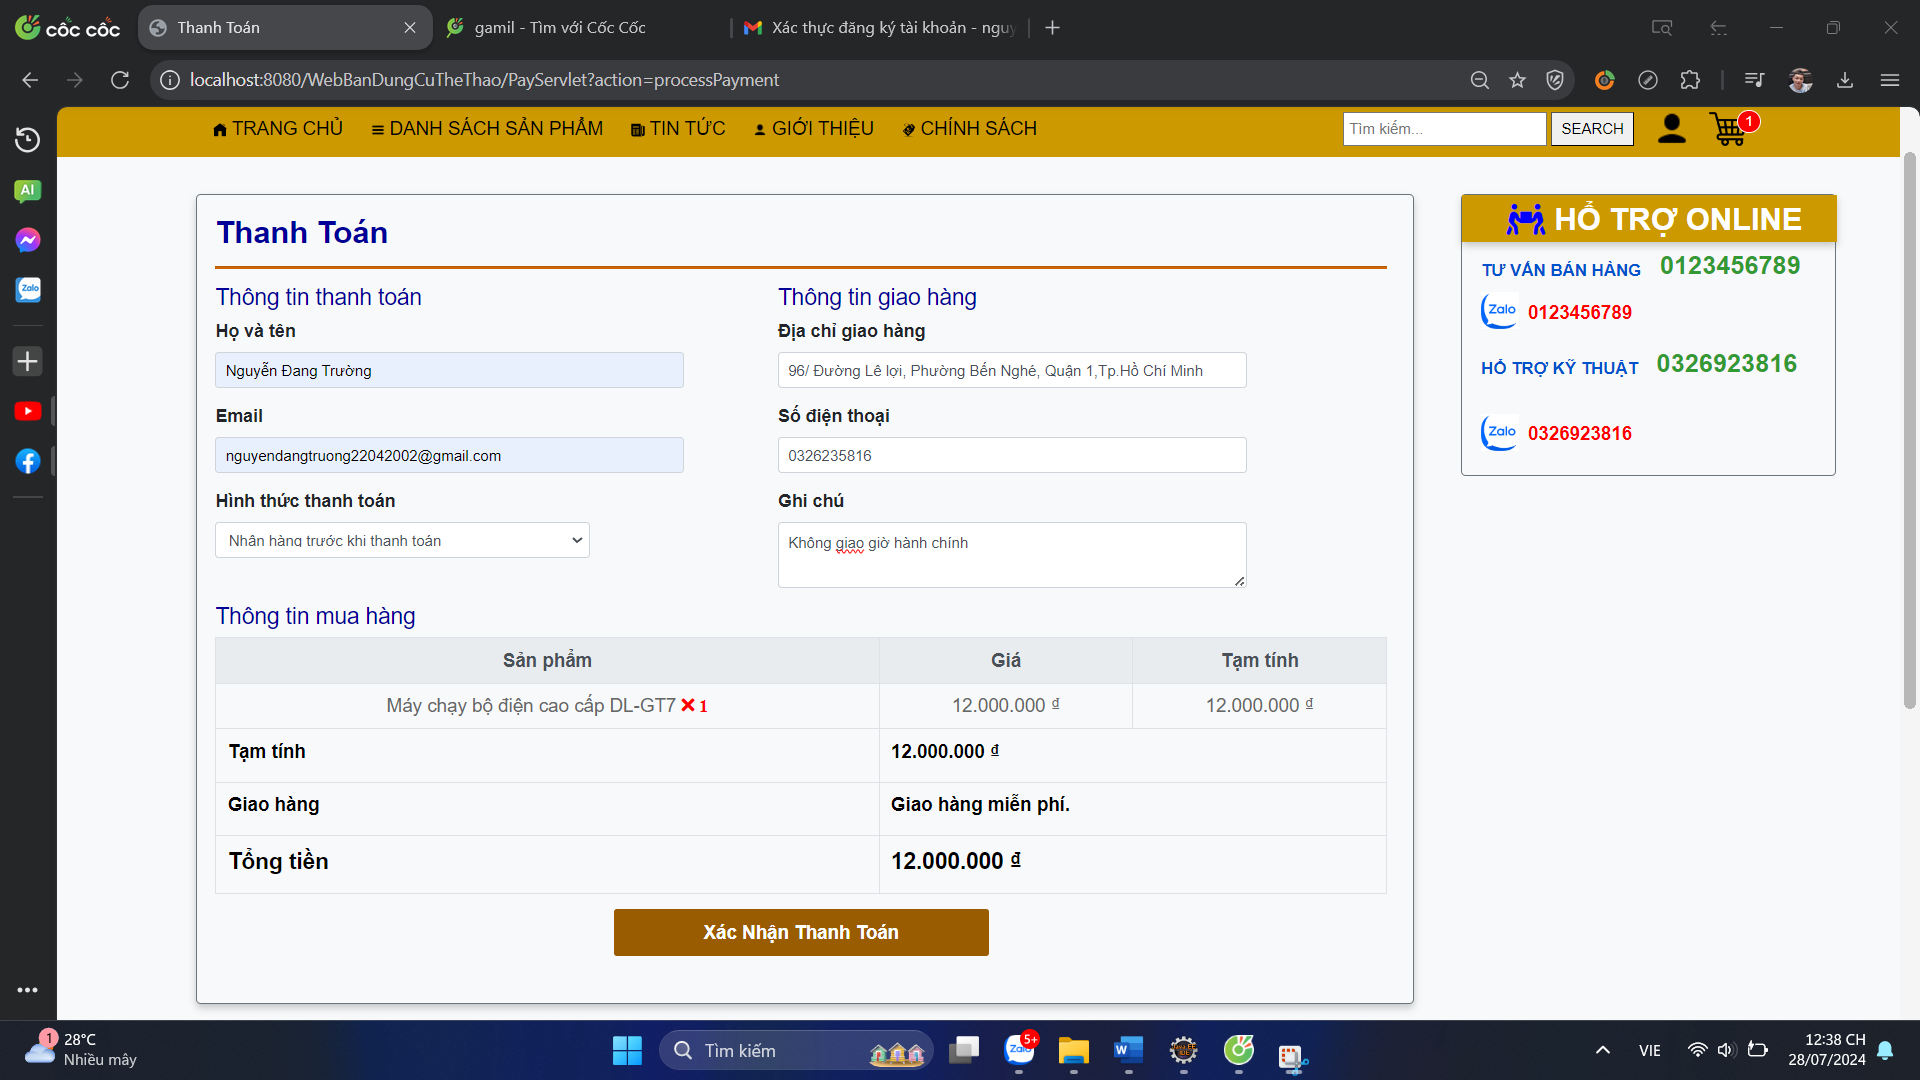 cốc cốc
Thanh Toán
gamil - Tìm với Cốc Cốc
Xác thực đăng ký tài khoản - nguy
localhost:8080/WebBanDungCuTheThao/PayServlet?action=processPayment
TRANG CHỦ
DANH SÁCH SẢN PHẨM
TIN TỨC
GIỚI THIỆU
CHÍNH SÁCH
Tìm kiếm...
SEARCH
1
AI
Zalo
Thanh Toán
Thông tin thanh toán
Họ và tên
Nguyễn Đang Trường
Email
nguyendangtruong22042002@gmail.com
Hình thức thanh toán
Nhân hàng trước khi thanh toán
Thông tin giao hàng
Địa chỉ giao hàng
96/ Đường Lê lợi, Phường Bến Nghé, Quận 1,Tp.Hồ Chí Minh
Số điện thoại
0326235816
Ghi chú
Không giao giờ hành chính
Thông tin mua hàng
Sản phẩm Giá Tạm tính
Máy chạy bộ điện cao cấp DL-GT7 ❌ 1 12.000.000 ₫ 12.000.000 ₫
Tạm tính 12.000.000 ₫
Giao hàng Giao hàng miễn phí.
Tổng tiền 12.000.000 ₫
Xác Nhận Thanh Toán
HỖ TRỢ ONLINE
TƯ VẤN BÁN HÀNG 0123456789
Zalo 0123456789
HỖ TRỢ KỸ THUẬT 0326923816
Zalo 0326923816
1
28°C
Nhiều mây
Tìm kiếm
Zalo
5+
W
VIE
12:38 CH
28/07/2024